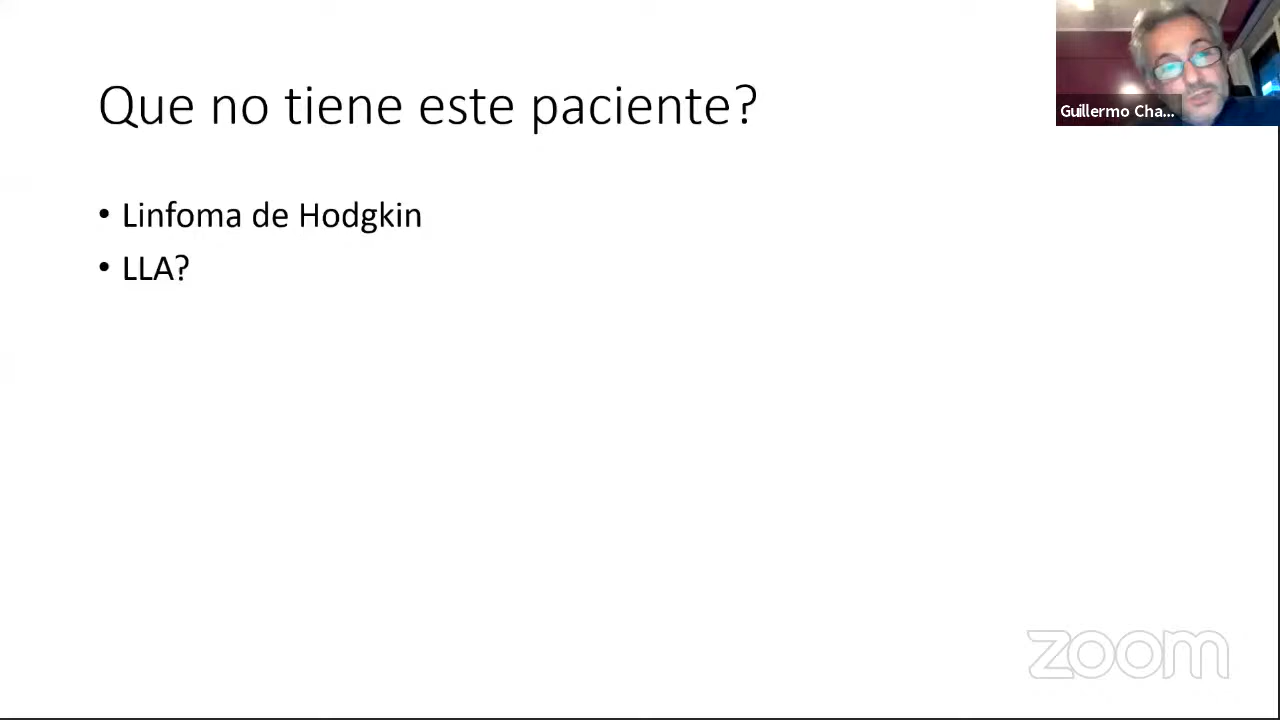 Que no tiene este paciente?
Guillermo Cha...
• Linfoma de Hodgkin
• LLA?
zoom